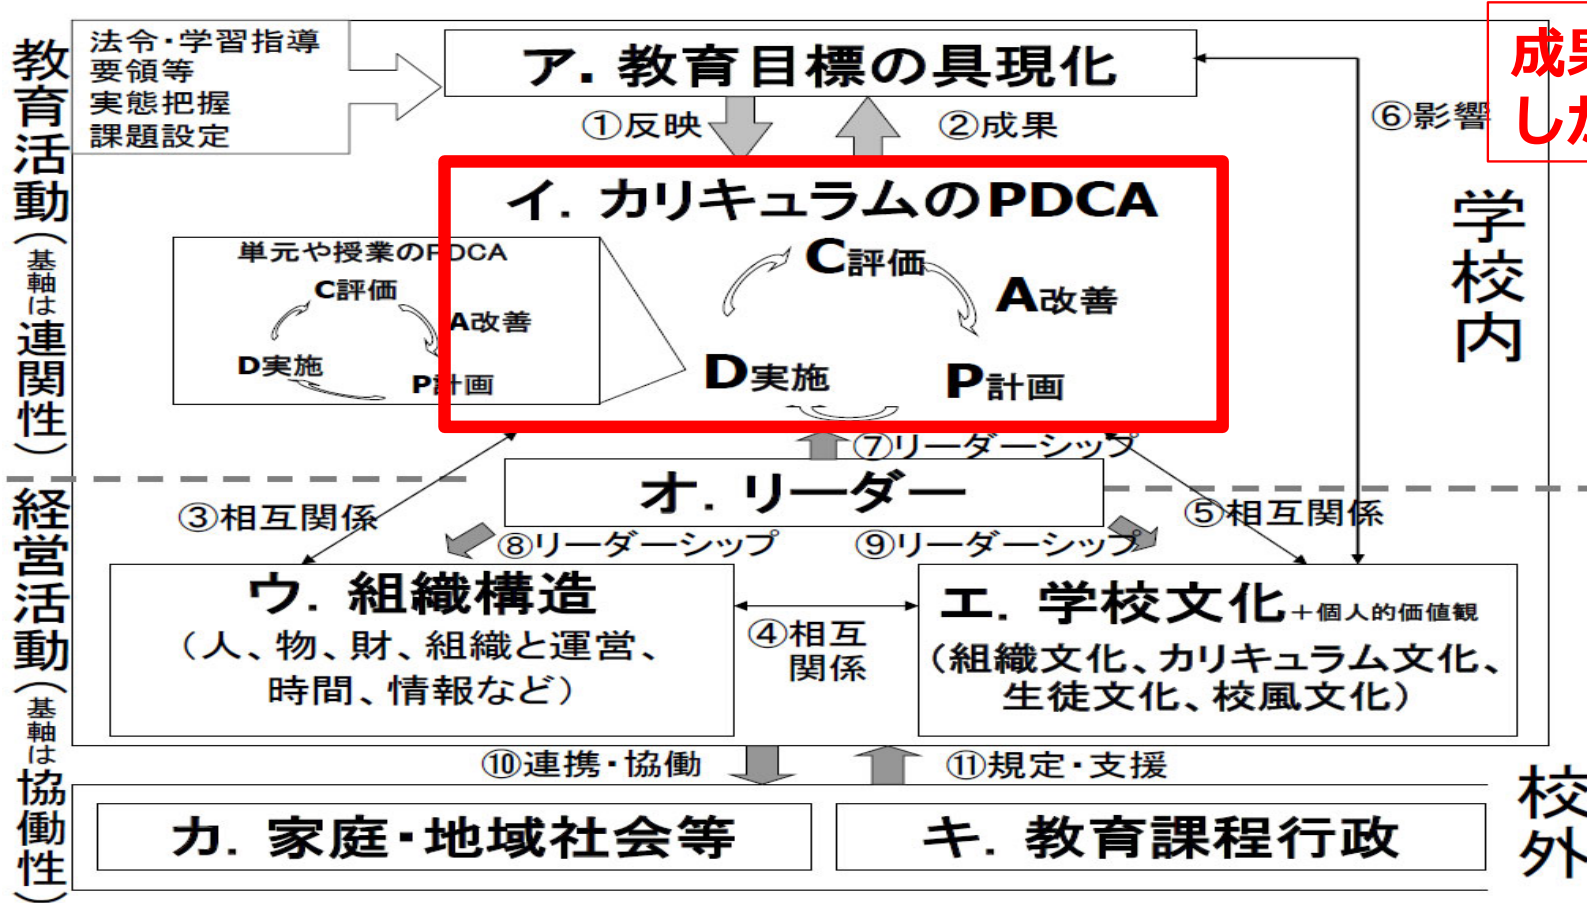 教育活動(基軸は連関性)
経営活動(基軸は協働性)
法令・学習指導
要領等
実態把握
課題設定
ア. 教育目標の具現化
①反映
②成果
⑥影響
成果
学校内
イ. カリキュラムのPDCA
C評価
A改善
D実施
P計画
単元や授業のPDCA
C評価
A改善
D実施
P計画
⑦リーダーシップ
オ. リーダー
③相互関係
⑤相互関係
⑧リーダーシップ
⑨リーダーシップ
ウ. 組織構造
(人、物、財、組織と運営、
時間、情報など)
④相互
関係
エ. 学校文化+個人的価値観
(組織文化、カリキュラム文化、
生徒文化、校風文化)
⑩連携・協働
⑪規定・支援
カ. 家庭・地域社会等
キ. 教育課程行政
校外